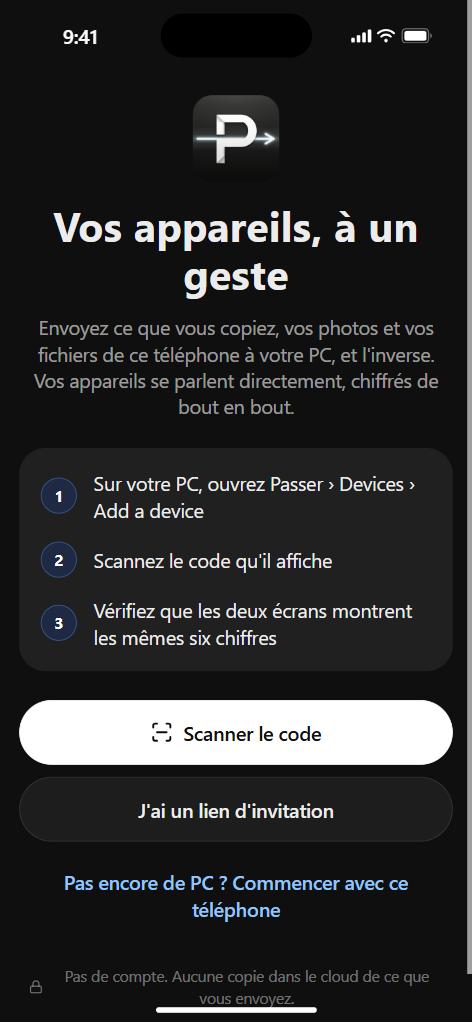 9:41
P
Vos appareils, à un
geste
Envoyez ce que vous copiez, vos photos et vos
fichiers de ce téléphone à votre PC, et l'inverse.
Vos appareils se parlent directement, chiffrés de
bout en bout.
1 Sur votre PC, ouvrez Passer › Devices ›
Add a device
2 Scannez le code qu'il affiche
3 Vérifiez que les deux écrans montrent
les mêmes six chiffres
Scanner le code
J'ai un lien d'invitation
Pas encore de PC ? Commencer avec ce
téléphone
Pas de compte. Aucune copie dans le cloud de ce que
vous envoyez.